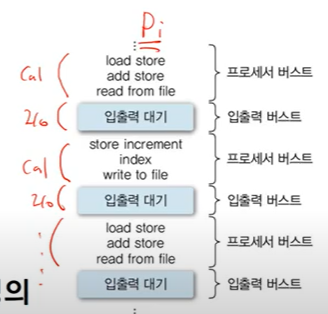 Pi
load store
add store
read from file
프로세서 버스트
Cal
입출력 대기
입출력 버스트
store increment
index
write to file
프로세서 버스트
Cal
입출력 대기
입출력 버스트
load store
add store
read from file
프로세서 버스트
의
입출력 대기
입출력 버스트